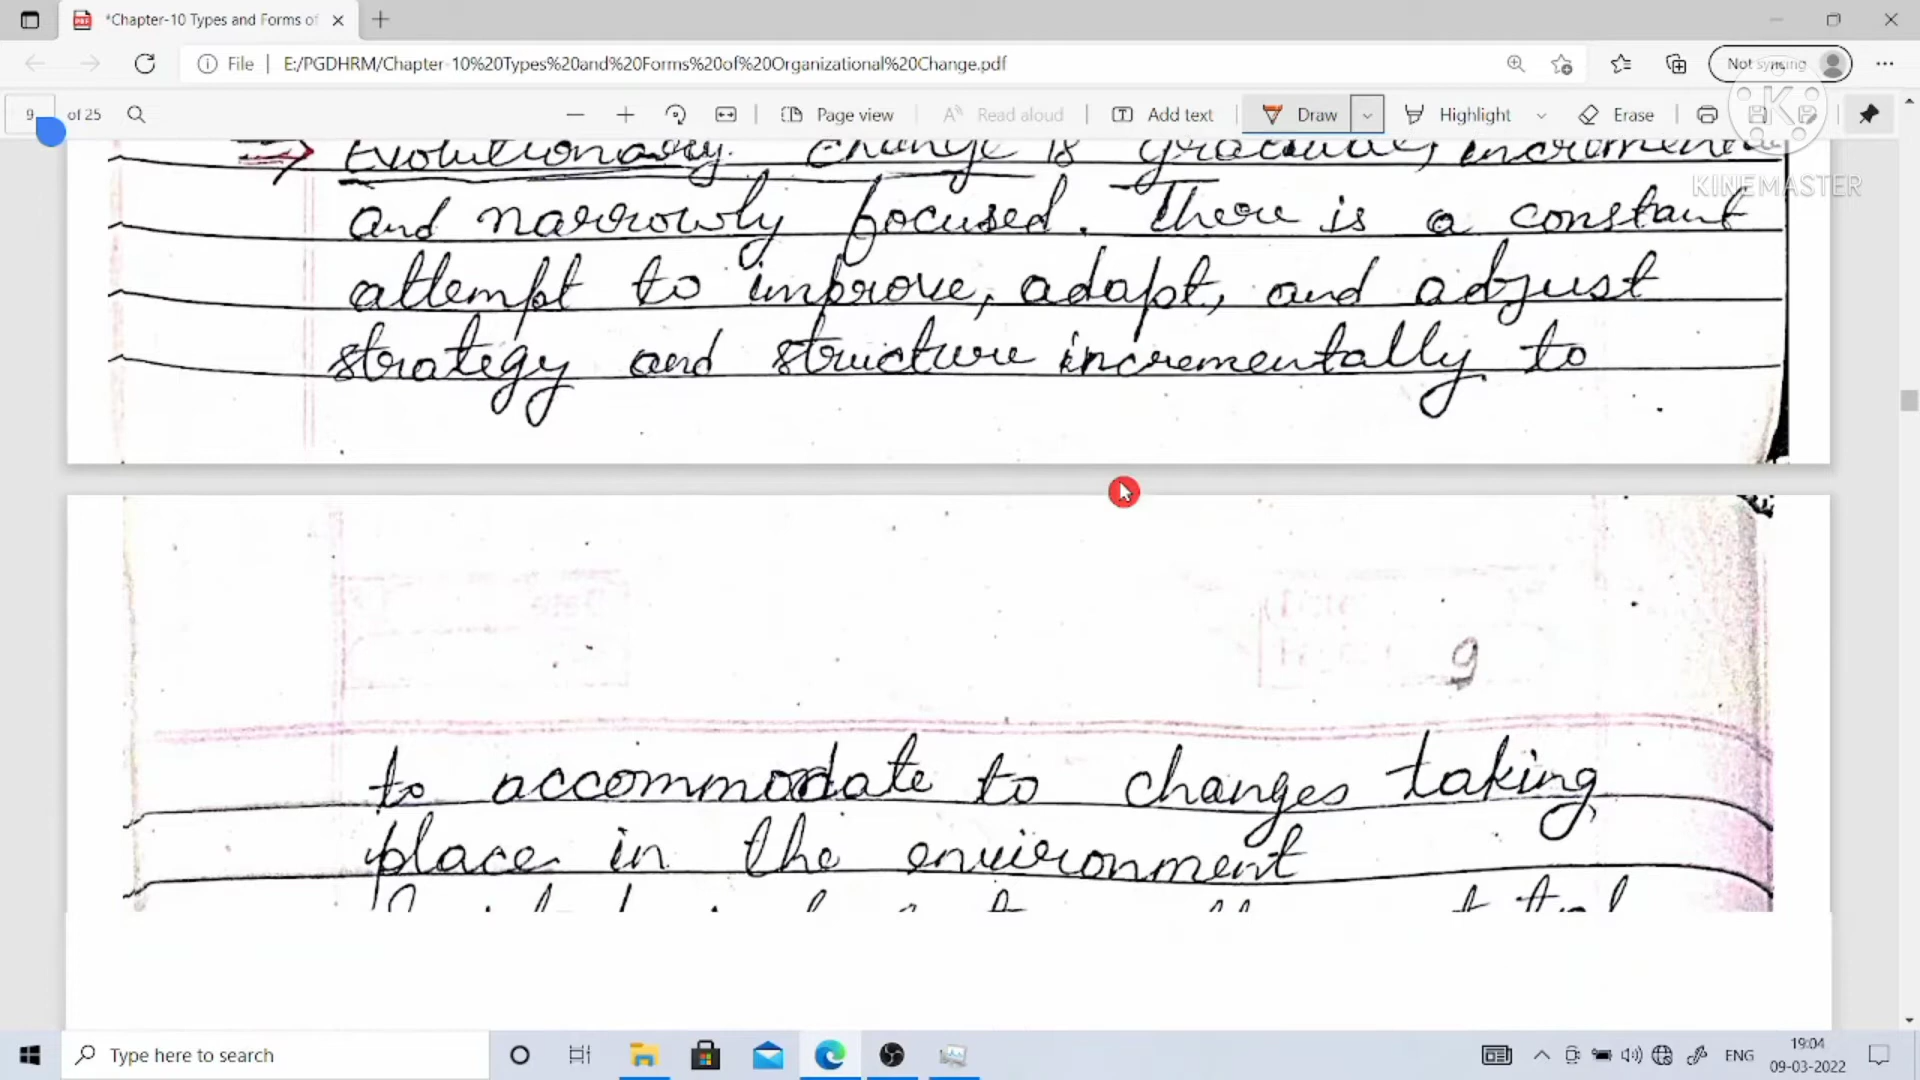 *Chapter-10 Types and Forms of
File E:/PGDHRM/Chapter-10%20Types%20and%20Forms%20of%20Organizational%20Change.pdf Not syncing
9 of 25 Page view Read aloud Add text Draw Highlight Erase
K
KINEMASTER
Evolutionary change is gradual, incremental
and narrowly focused. There is a constant
attempt to improve, adapt, and adjust
strategy and structure incrementally to
9
to accommodate to changes taking
place in the environment
Type here to search
ENG
19:04
09-03-2022